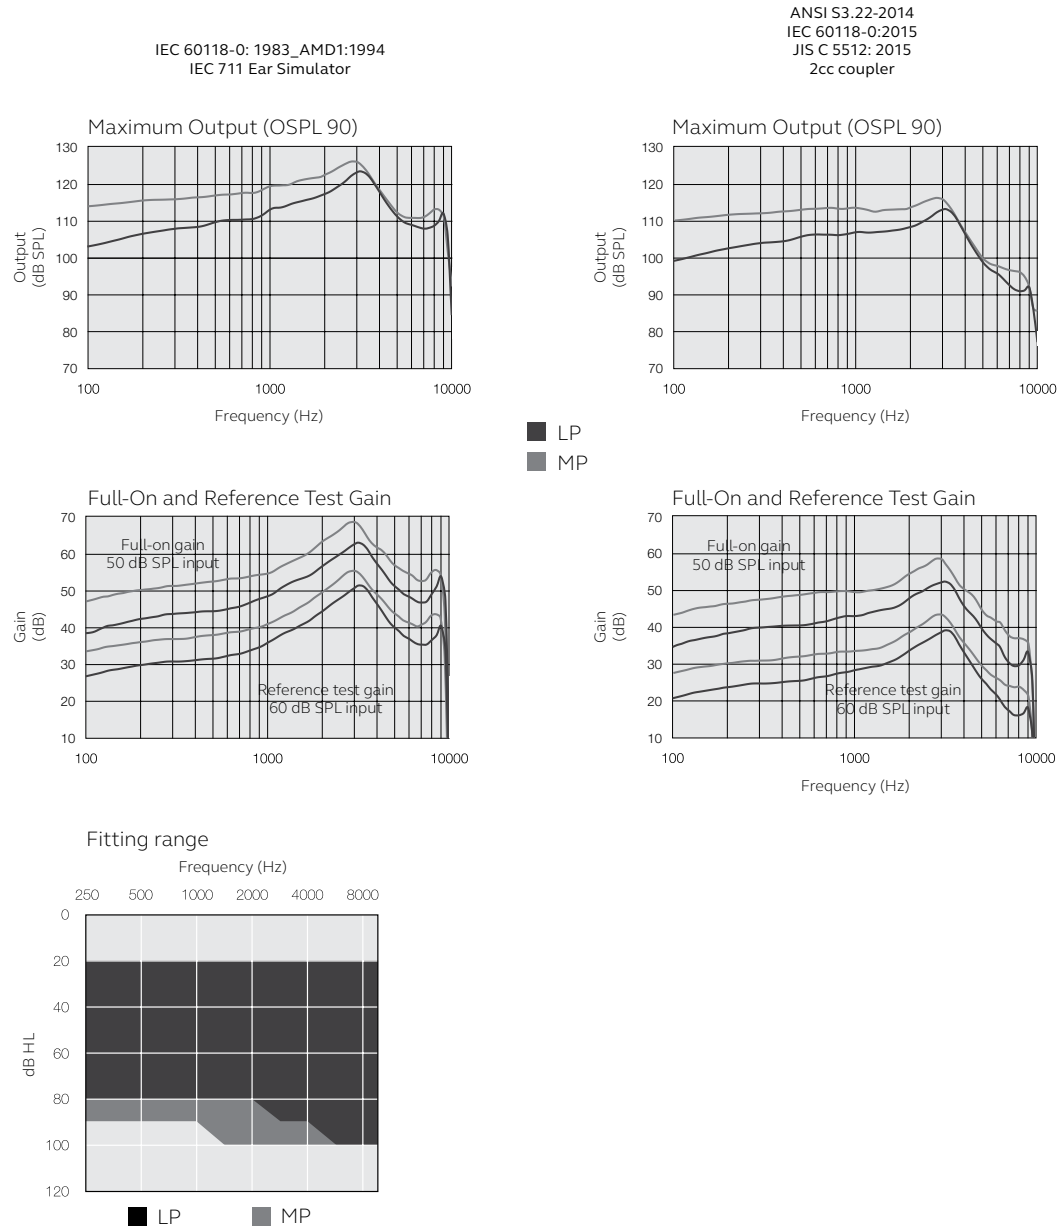 IEC 60118-0: 1983_AMD1:1994
IEC 711 Ear Simulator
ANSI S3.22-2014
IEC 60118-0:2015
JIS C 5512: 2015
2cc coupler
Maximum Output (OSPL 90)
130
120
110
100
90
80
70
Output
(dB SPL)
100
1000
10000
Frequency (Hz)
Maximum Output (OSPL 90)
130
120
110
100
90
80
70
Output
(dB SPL)
100
1000
10000
Frequency (Hz)
LP
MP
Full-On and Reference Test Gain
70
60
50
40
30
20
10
Gain
(dB)
Full-on gain
50 dB SPL input
Reference test gain
60 dB SPL input
100
1000
10000
Full-On and Reference Test Gain
70
60
50
40
30
20
10
Gain
(dB)
Full-on gain
50 dB SPL input
Reference test gain
60 dB SPL input
100
1000
10000
Frequency (Hz)
Fitting range
Frequency (Hz)
250
500
1000
2000
4000
8000
0
20
40
60
80
100
120
dB HL
LP
MP